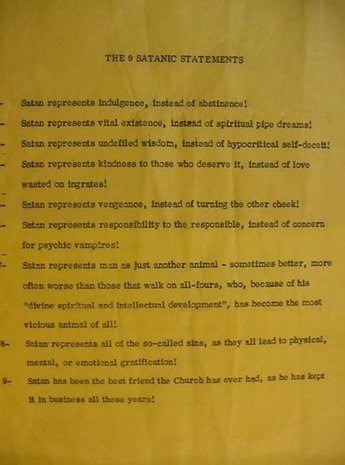 THE 9 SATANIC STATEMENTS
- Satan represents indulgence, instead of abstinence!
- Satan represents vital existence, instead of spiritual pipe dreams!
- Satan represents undefiled wisdom, instead of hypocritical self-deceit!
- Satan represents kindness to those who deserve it, instead of love
wasted on ingrates!
- Satan represents vengeance, instead of turning the other cheek!
- Satan represents responsibility to the responsible, instead of concern
for psychic vampires!
- Satan represents man as just another animal - sometimes better, more
often worse than those that walk on all-fours, who, because of his
"divine spiritual and intellectual development", has become the most
vicious animal of all!
8- Satan represents all of the so-called sins, as they all lead to physical,
mental, or emotional gratification!
9- Satan has been the best friend the Church has ever had, as he has kept
it in business all these years!